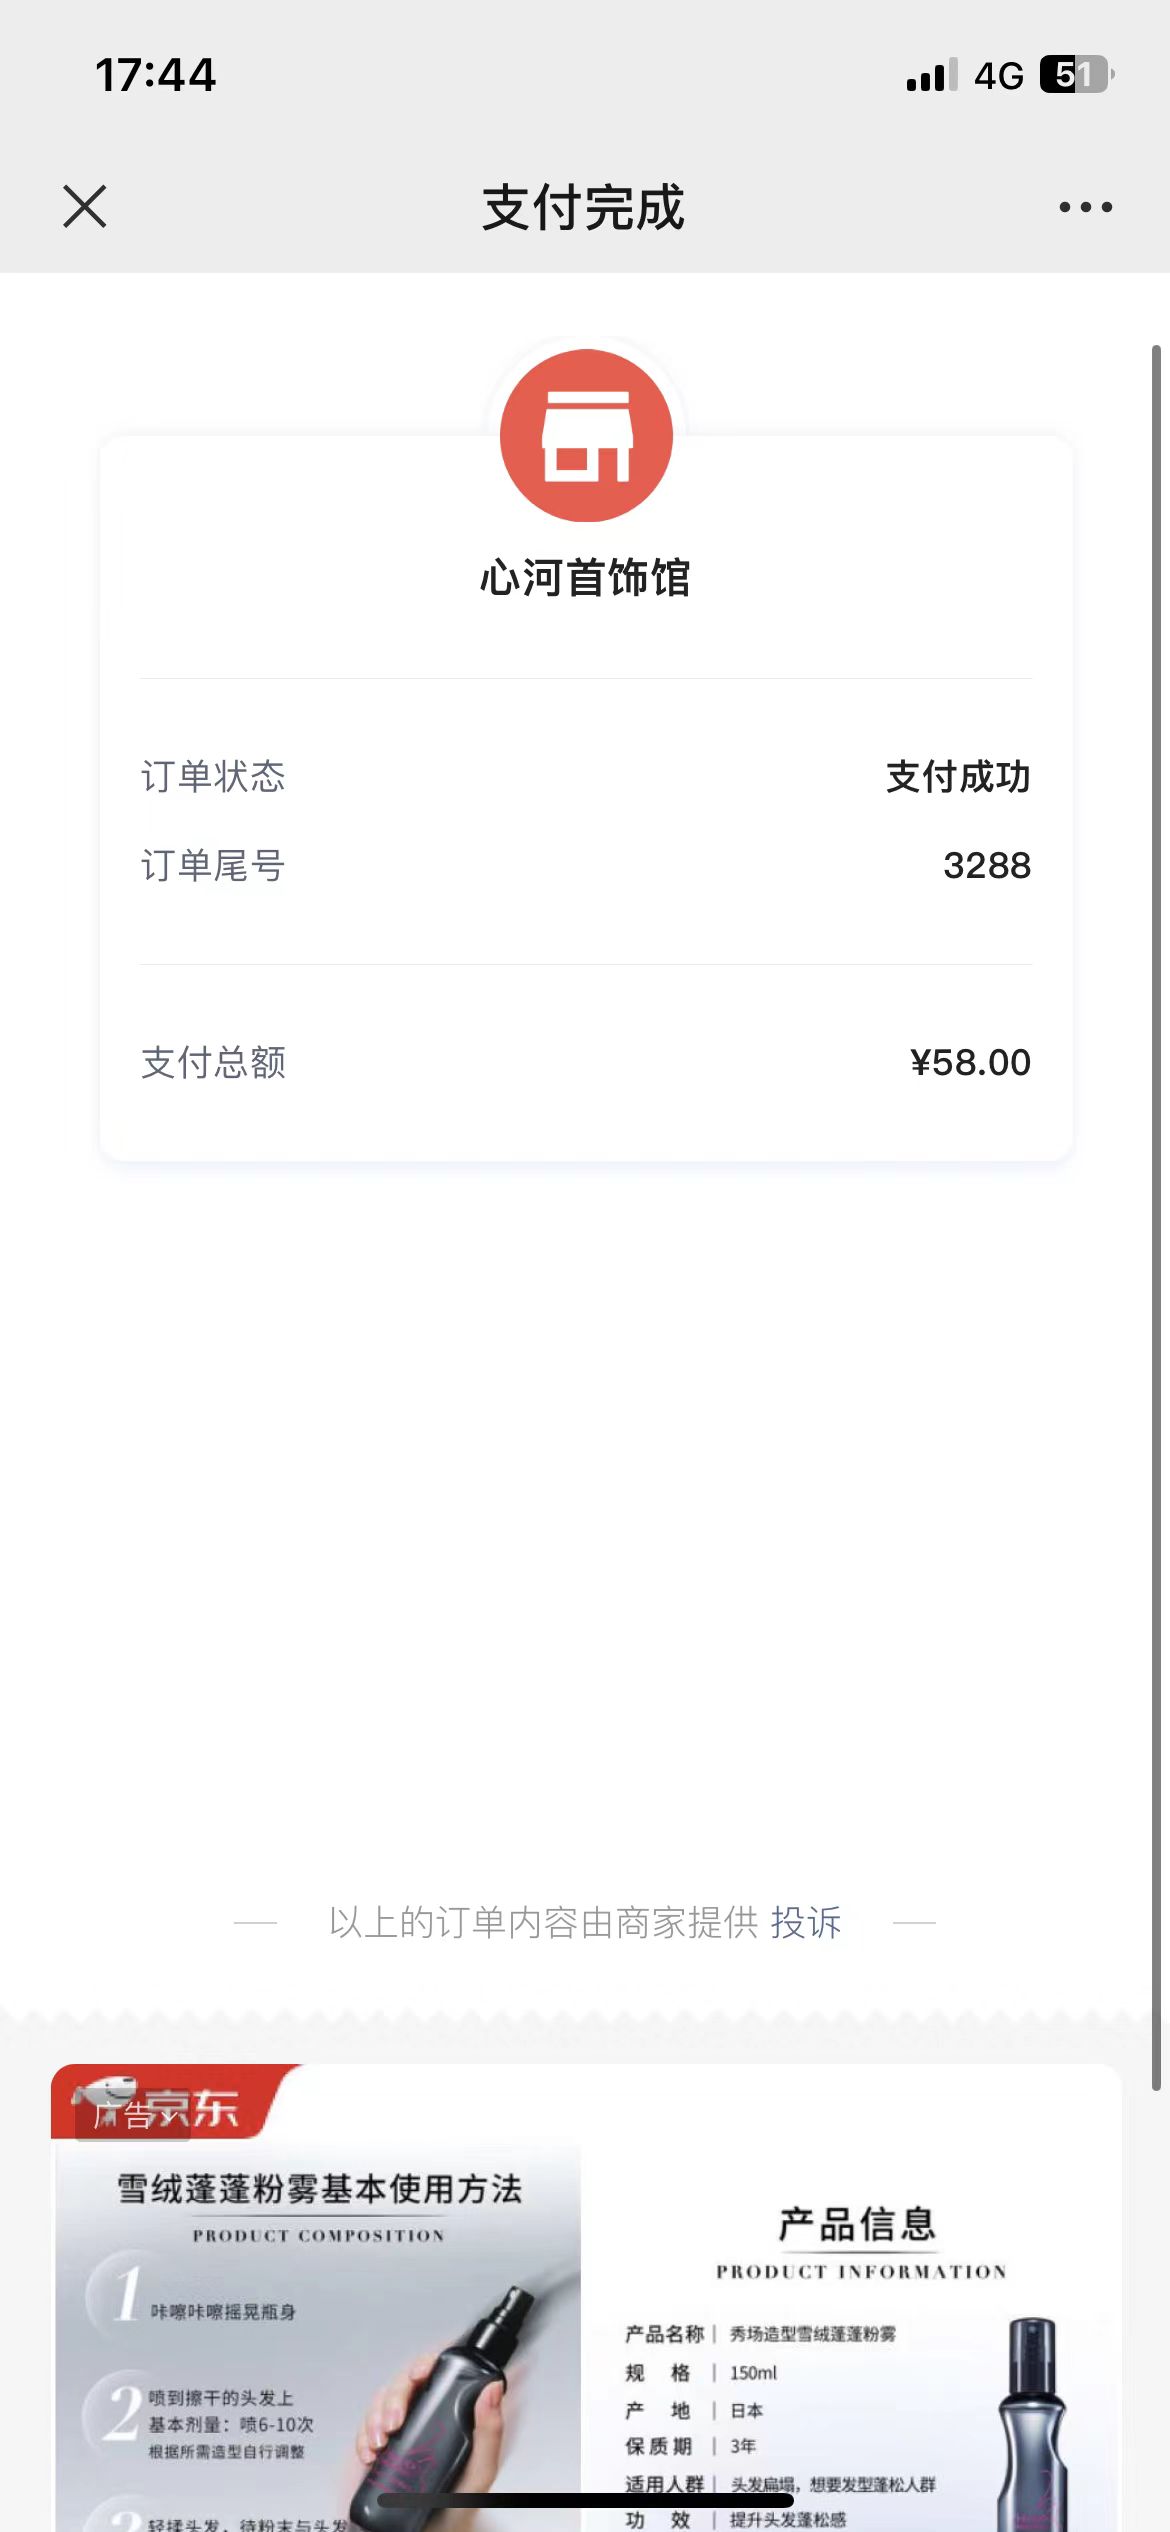 17:44
4G
51
支付完成
心河首饰馆
订单状态
支付成功
订单尾号
3288
支付总额
¥58.00
以上的订单内容由商家提供 投诉
京东
广告
雪绒蓬蓬粉雾基本使用方法
PRODUCT COMPOSITION
1 咔嚓咔嚓摇晃瓶身
2 喷到擦干的头发上
基本剂量：喷6-10次
根据所需造型自行调整
3 轻揉头发，待粉末与头发
产品信息
PRODUCT INFORMATION
产品名称 | 秀场造型雪绒蓬蓬粉雾
规 格 | 150ml
产 地 | 日本
保质期 | 3年
适用人群 | 头发扁塌，想要发型蓬松人群
功 效 | 提升头发蓬松感